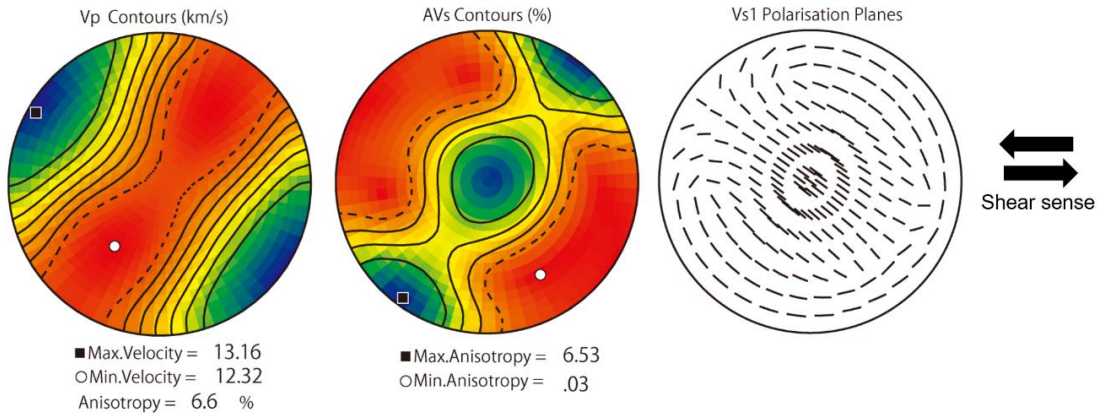 Vp Contours (km/s)
AVs Contours (%)
Vs1 Polarisation Planes
Shear sense
Max.Velocity = 13.16
Min.Velocity = 12.32
Anisotropy = 6.6 %
Max.Anisotropy = 6.53
Min.Anisotropy = .03